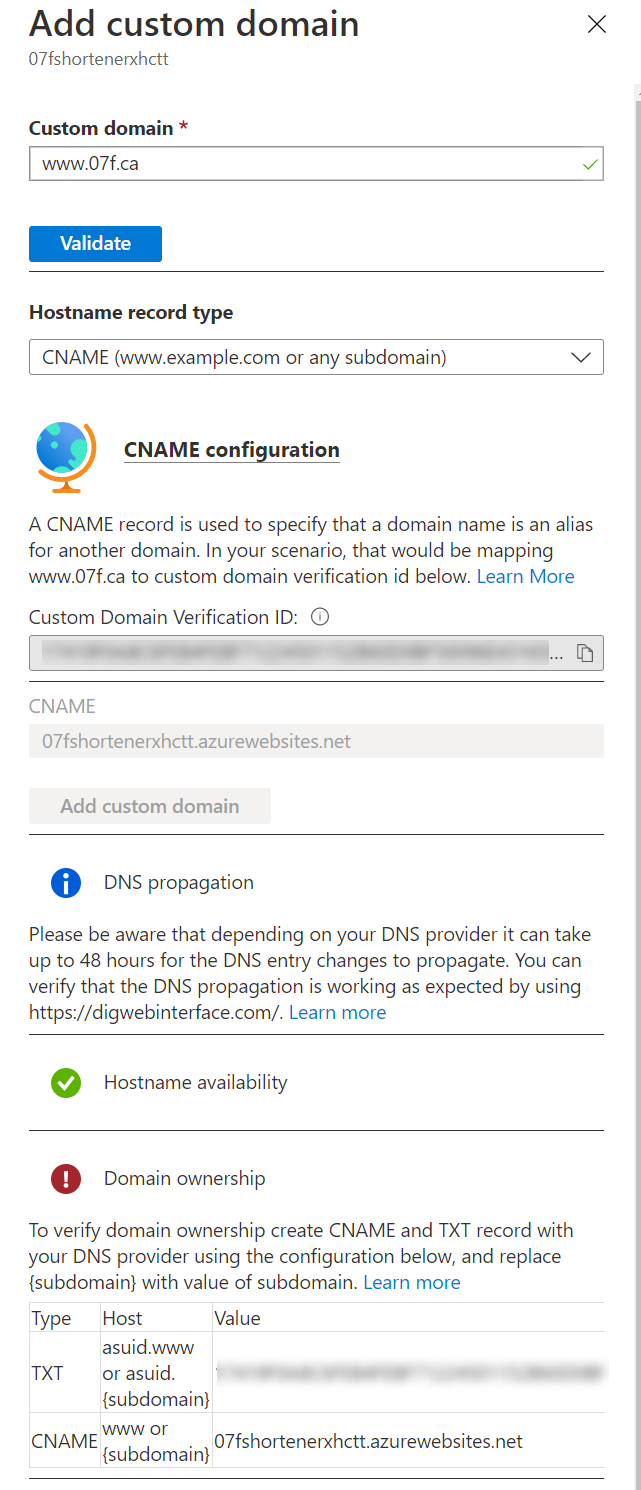 Add custom domain
07fshortenerxhctt
Custom domain *
www.07f.ca
Validate
Hostname record type
CNAME (www.example.com or any subdomain)
CNAME configuration
A CNAME record is used to specify that a domain name is an alias
for another domain. In your scenario, that would be mapping
www.07f.ca to custom domain verification id below. Learn More
Custom Domain Verification ID:
...
CNAME
07fshortenerxhctt.azurewebsites.net
Add custom domain
DNS propagation
Please be aware that depending on your DNS provider it can take
up to 48 hours for the DNS entry changes to propagate. You can
verify that the DNS propagation is working as expected by using
https://digwebinterface.com/. Learn more
Hostname availability
Domain ownership
To verify domain ownership create CNAME and TXT record with
your DNS provider using the configuration below, and replace
{subdomain} with value of subdomain. Learn more
Type Host Value
asuid.www
TXT or asuid.
{subdomain}
www or
CNAME 07fshortenerxhctt.azurewebsites.net
{subdomain}